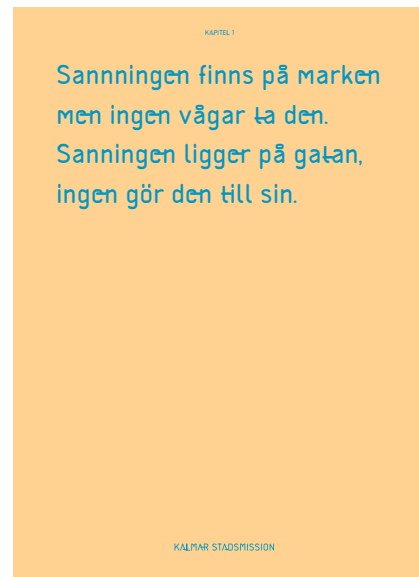 KAPITEL 1
Sannningen finns på marken
men ingen vågar ta den.
Sanningen ligger på gatan,
ingen gör den till sin.
KALMAR STADSMISSION